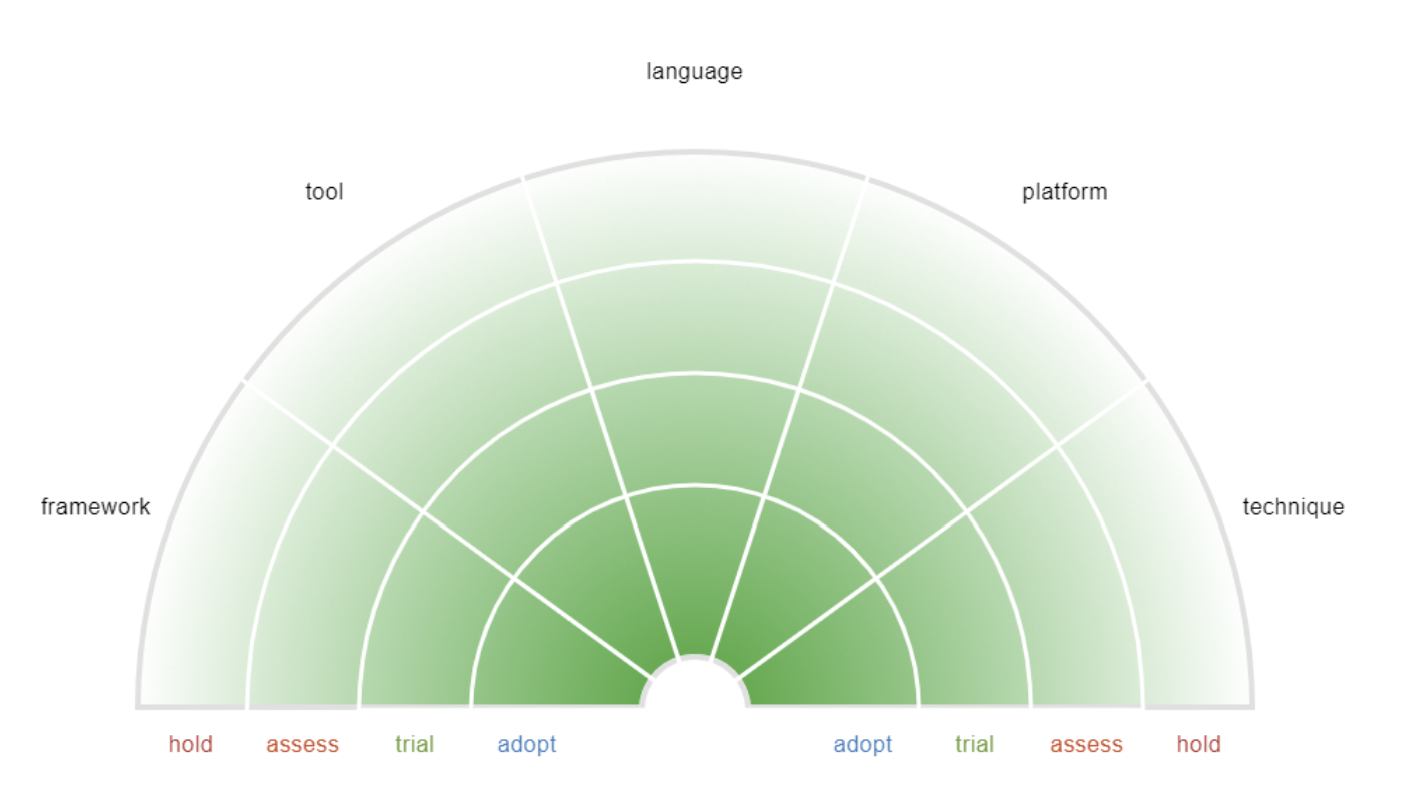 language
tool
platform
framework
technique
hold assess trial adopt adopt trial assess hold